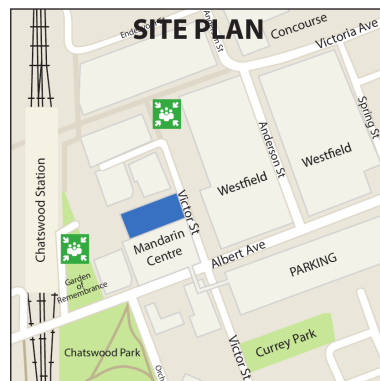 SITE PLAN
Concourse
Victoria Ave
Anderson St
Spring St
Westfield
Westfield
Chatswood Station
Victor St
Mandarin
Centre
Albert Ave
PARKING
Garden
of
Remembrance
Chatswood Park
Victor St
Currey Park